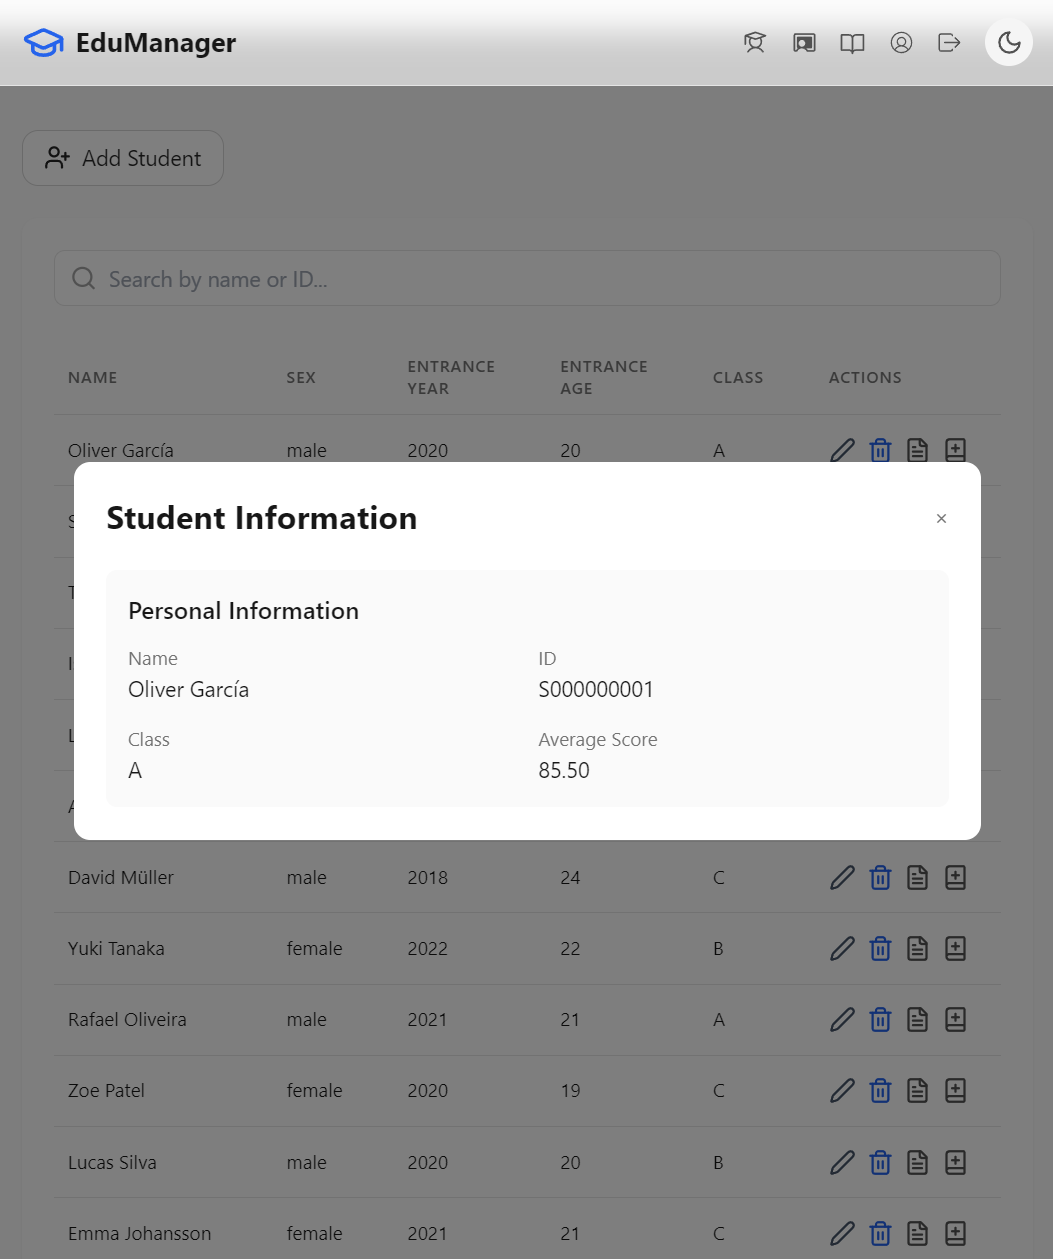 EduManager
Add Student
Search by name or ID...
NAME SEX ENTRANCE YEAR ENTRANCE AGE CLASS ACTIONS
Oliver García male 2020 20 A
Student Information
×
Personal Information
Name ID
Oliver García S000000001
Class Average Score
A 85.50
David Müller male 2018 24 C
Yuki Tanaka female 2022 22 B
Rafael Oliveira male 2021 21 A
Zoe Patel female 2020 19 C
Lucas Silva male 2020 20 B
Emma Johansson female 2021 21 C